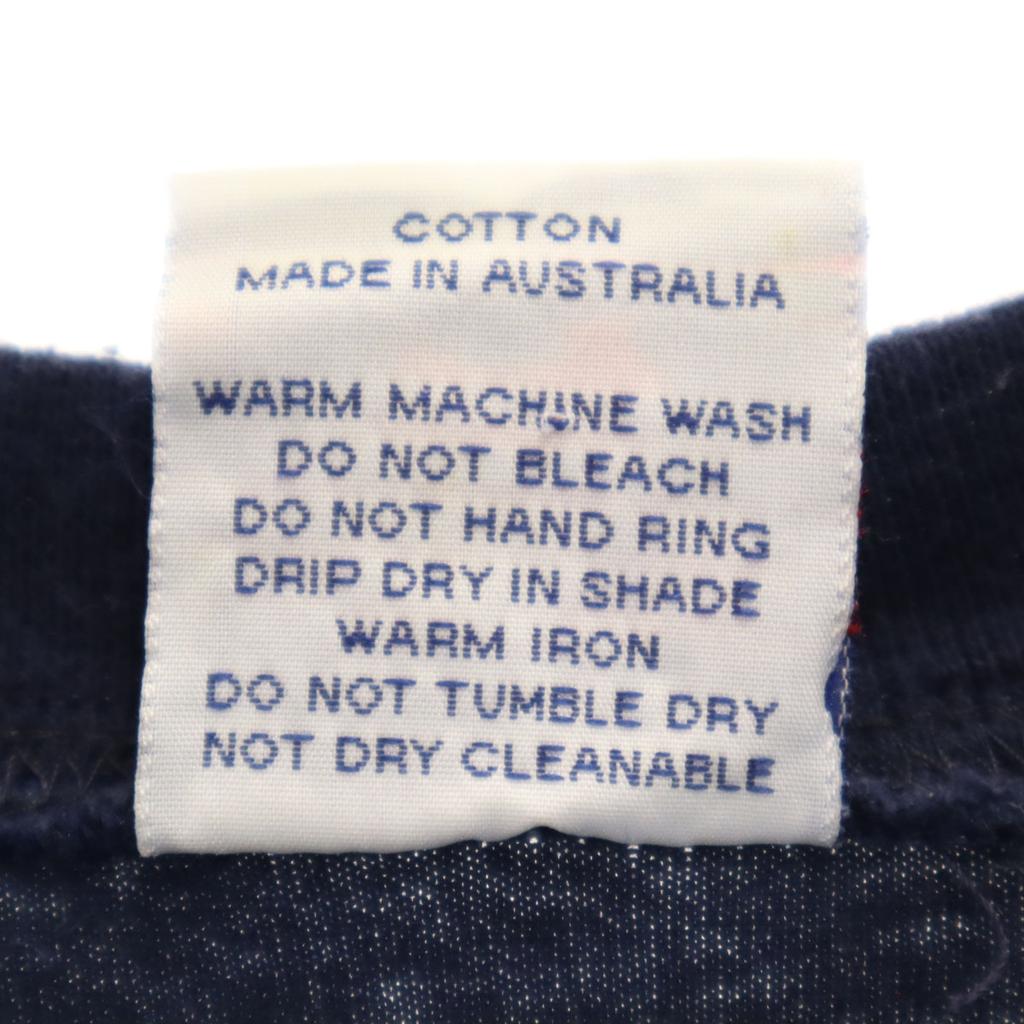 COTTON
MADE IN AUSTRALIA
WARM MACHINE WASH
DO NOT BLEACH
DO NOT HAND RING
DRIP DRY IN SHADE
WARM IRON
DO NOT TUMBLE DRY
NOT DRY CLEANABLE